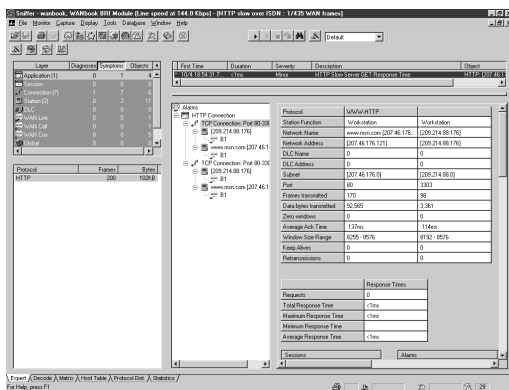 Sniffer - wanbook, WANbook BRI Module (Line speed at 144.0 Kbps) - [HTTP slow over ISDN : 1/435 WAN frames]
File Monitor Capture Display Tools Database Window Help
Default
Layer Diagnoses Symptoms Objects
Application (1) 0 1 4
Session 0 0 0
Connection (7) 1 7 6
Station (2) 0 2 11
DLC 0 0 0
WAN Link 0 0 1
WAN Call 0 0 1
WAN Cnx 0 0 5
Global 0 0
Protocol Frames Bytes
HTTP 200 102KB
First Time Duration Severity Description Object
10/4 18:54:31.7... <1ms Minor HTTP Slow Server GET Response Time HTTP: [207.46.1
Alarms
HTTP Connection
TCP Connection: Port 80-330
[209.214.88.176]
B1
www.msn.com [207.46.1
B1
TCP Connection: Port 80-330
[209.214.88.176]
B1
www.msn.com [207.46.1
B1
Protocol WWW-HTTP
Station Function Workstation Workstation
Network Name www.msn.com [207.46.176... [209.214.88.176]
Network Address [207.46.176.121] [209.214.88.176]
DLC Name 0 0
DLC Address 0 0
Subnet [207.46.176.0] [209.214.88.0]
Port 80 3303
Frames transmitted 170 98
Data bytes transmitted 92,565 3,361
Zero windows 0 0
Average Ack Time 137ms 114ms
Window Size Range 8255 - 8576 8192 - 8576
Keep Alives 0 0
Retransmissions 0 0
Response Times
Requests 0
Total Response Time <1ms
Maximum Response Time <1ms
Minimum Response Time
Average Response Time <1ms
Sessions Alarms
Expert Decode Matrix Host Table Protocol Dist. Statistics
For Help, press F1
29